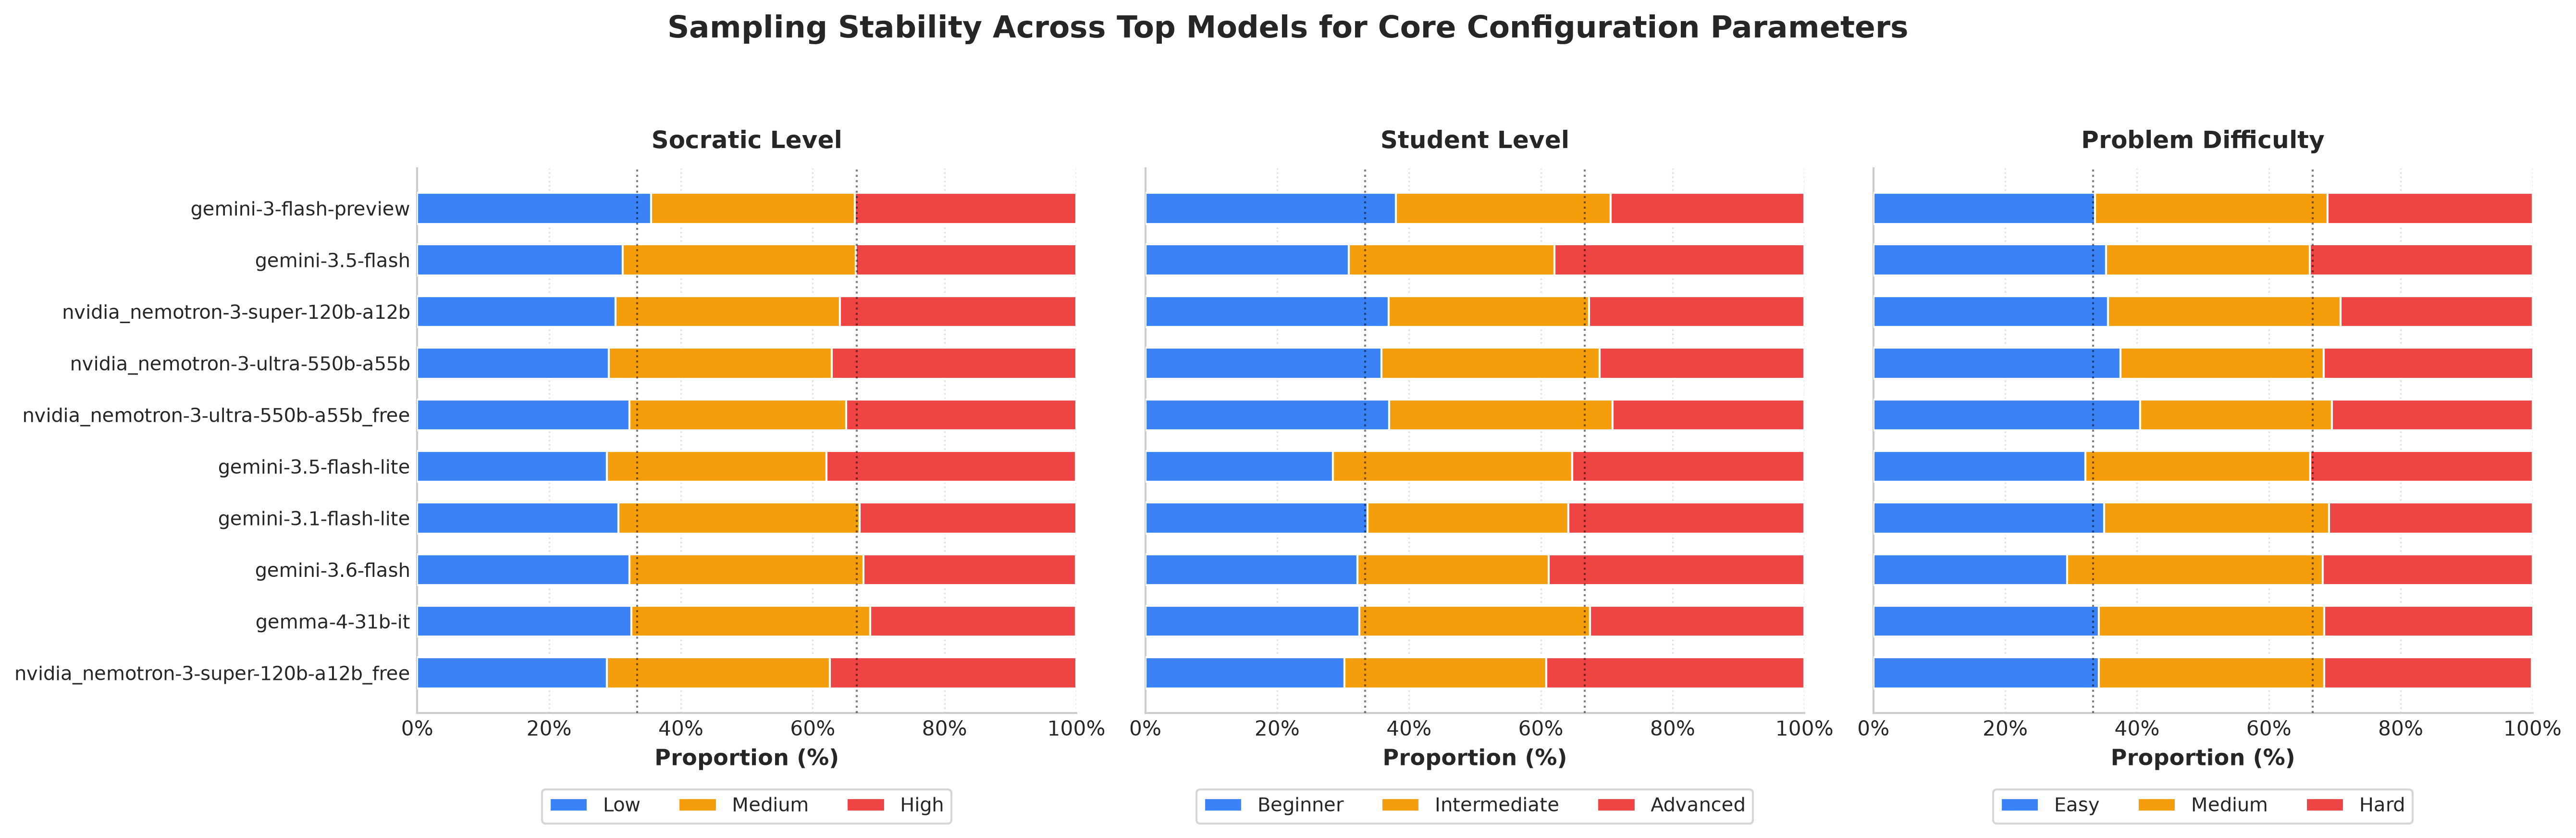 Sampling Stability Across Top Models for Core Configuration Parameters
Socratic Level
Student Level
Problem Difficulty
gemini-3-flash-preview
gemini-3.5-flash
nvidia_nemotron-3-super-120b-a12b
nvidia_nemotron-3-ultra-550b-a55b
nvidia_nemotron-3-ultra-550b-a55b_free
gemini-3.5-flash-lite
gemini-3.1-flash-lite
gemini-3.6-flash
gemma-4-31b-it
nvidia_nemotron-3-super-120b-a12b_free
0% 20% 40% 60% 80% 100%
0% 20% 40% 60% 80% 100%
0% 20% 40% 60% 80% 100%
Proportion (%)
Proportion (%)
Proportion (%)
Low Medium High
Beginner Intermediate Advanced
Easy Medium Hard